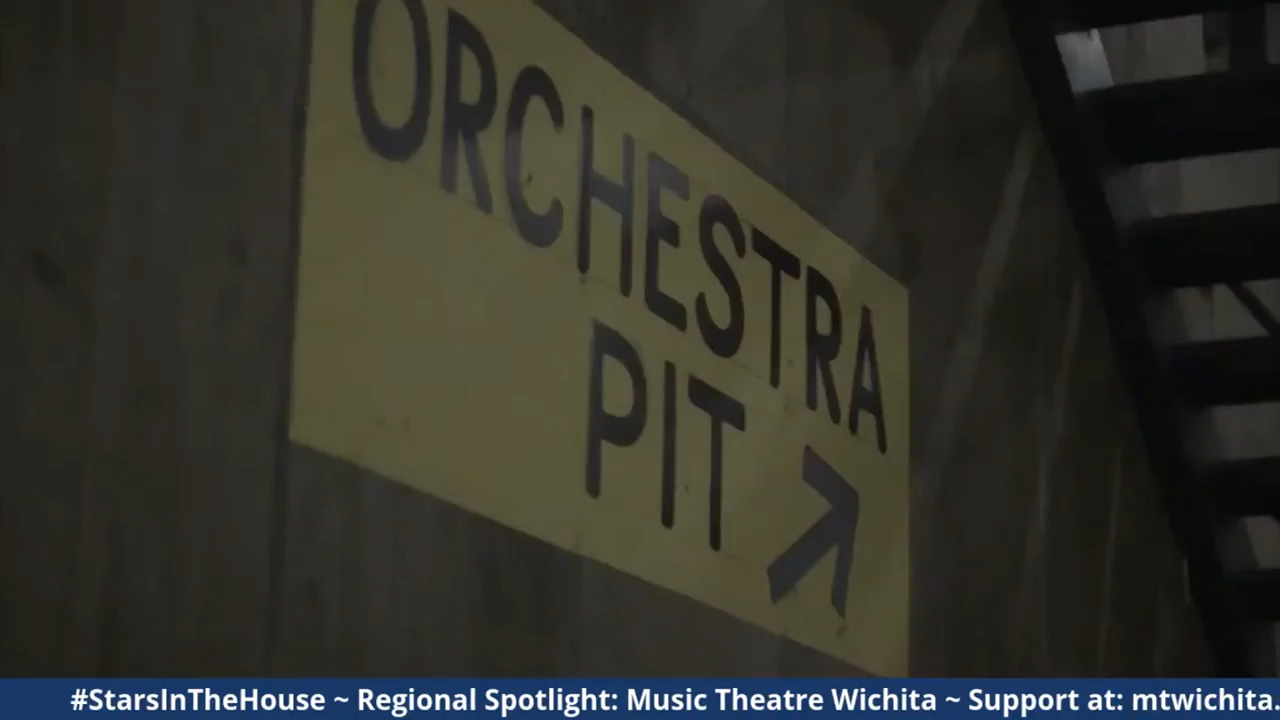 ORCHESTRA
PIT
#StarsInTheHouse ~ Regional Spotlight: Music Theatre Wichita ~ Support at: mtwichita.